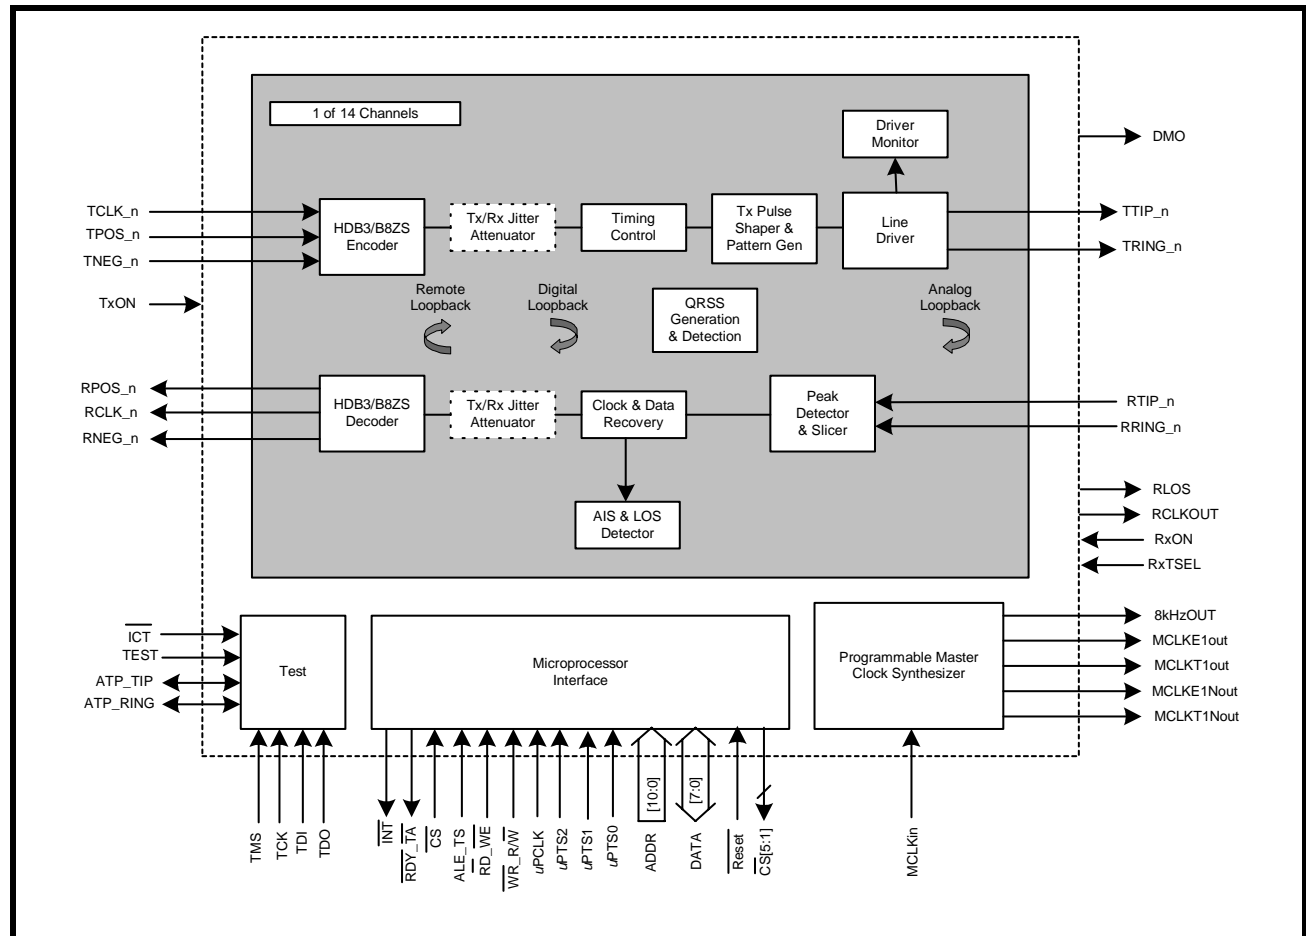 1 of 14 Channels
Driver
Monitor
DMO
TCLK_n
TPOS_n
TNEG_n
TxON
HDB3/B8ZS
Encoder
Tx/Rx Jitter
Attenuator
Timing
Control
Tx Pulse
Shaper &
Pattern Gen
Line
Driver
TTIP_n
TRING_n
Remote
Loopback
Digital
Loopback
QRSS
Generation
& Detection
Analog
Loopback
RPOS_n
RCLK_n
RNEG_n
HDB3/B8ZS
Decoder
Tx/Rx Jitter
Attenuator
Clock & Data
Recovery
Peak
Detector
& Slicer
RTIP_n
RRING_n
AIS & LOS
Detector
RLOS
RCLKOUT
RxON
RxTSEL
ICT
TEST
ATP_TIP
ATP_RING
Test
Microprocessor
Interface
Programmable Master
Clock Synthesizer
8kHzOUT
MCLKE1out
MCLKT1out
MCLKE1Nout
MCLKT1Nout
TMS
TCK
TDI
TDO
INT
RDY_TA
CS
ALE_TS
RD_WE
WR_R/W
uPCLK
uPTS2
uPTS1
uPTS0
[10:0]
ADDR
[7:0]
DATA
Reset
CS[5:1]
MCLKin